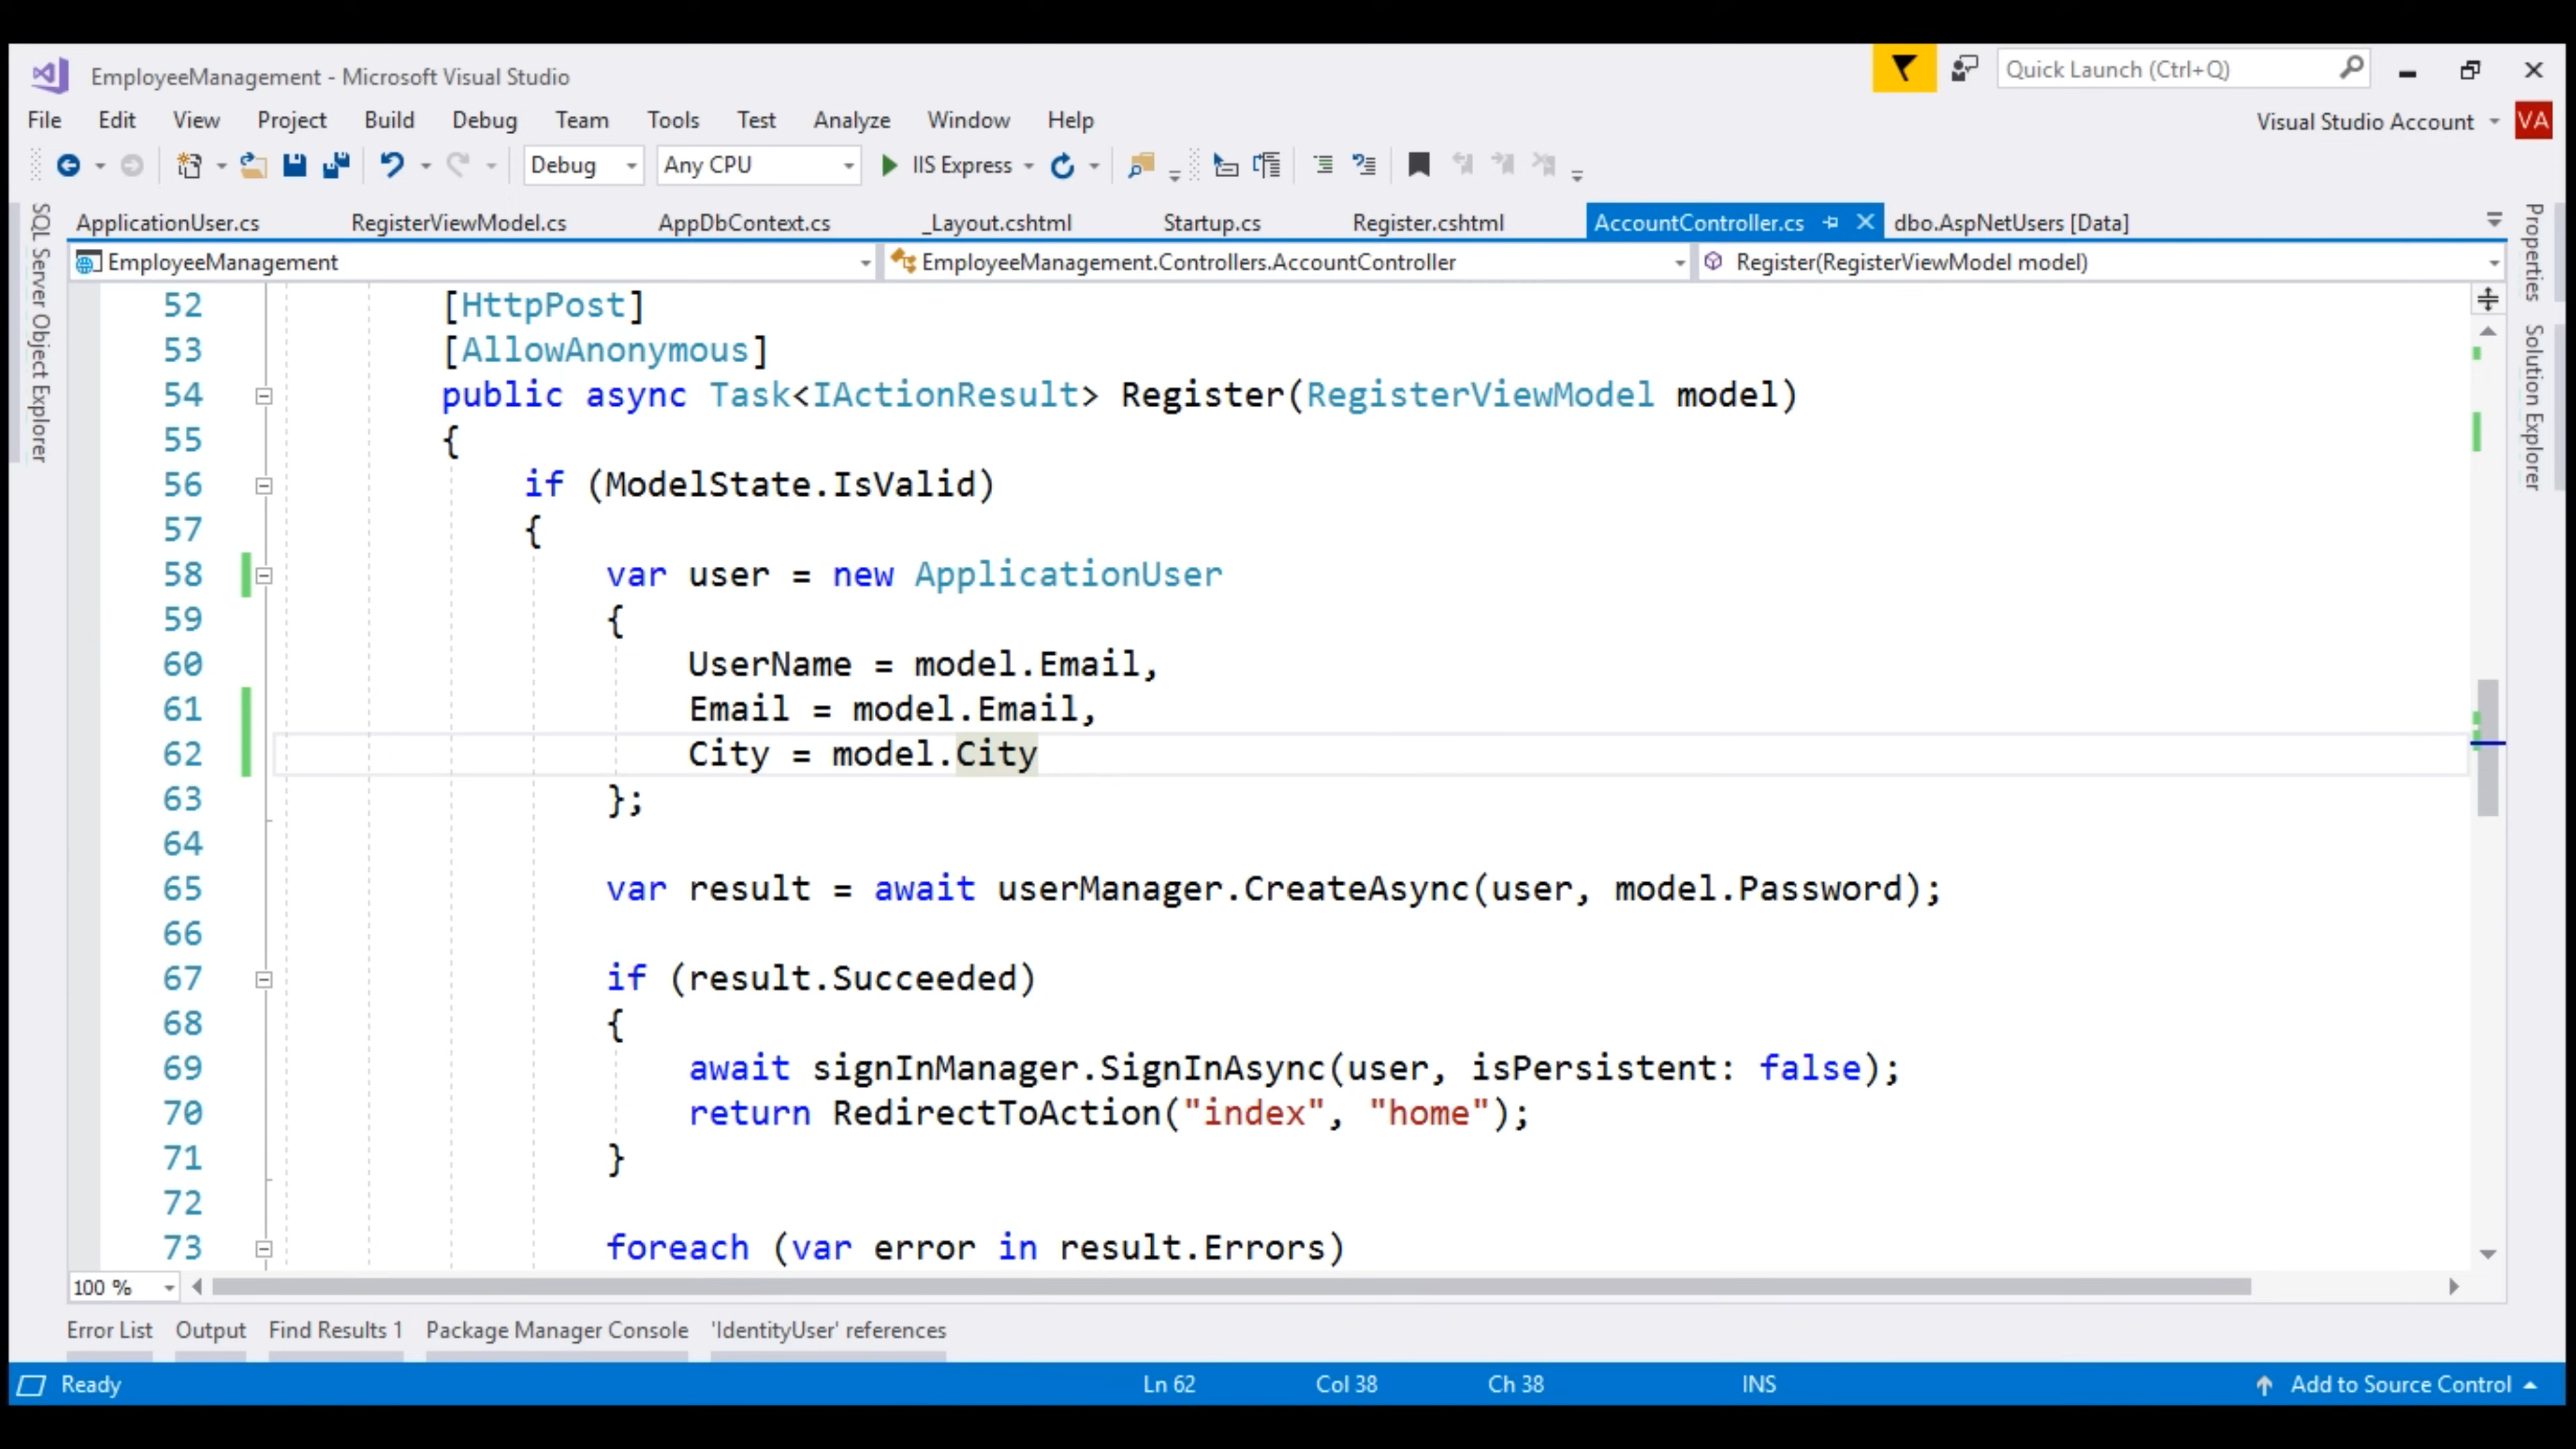 EmployeeManagement - Microsoft Visual Studio
Quick Launch (Ctrl+Q)
File Edit View Project Build Debug Team Tools Test Analyze Window Help
Visual Studio Account VA
Debug Any CPU IIS Express
ApplicationUser.cs RegisterViewModel.cs AppDbContext.cs _Layout.cshtml Startup.cs Register.cshtml AccountController.cs dbo.AspNetUsers [Data]
EmployeeManagement EmployeeManagement.Controllers.AccountController Register(RegisterViewModel model)
SQL Server Object Explorer
Properties
Solution Explorer
52 [HttpPost]
53 [AllowAnonymous]
54 public async Task<IActionResult> Register(RegisterViewModel model)
55 {
56 if (ModelState.IsValid)
57 {
58 var user = new ApplicationUser
59 {
60 UserName = model.Email,
61 Email = model.Email,
62 City = model.City
63 };
64
65 var result = await userManager.CreateAsync(user, model.Password);
66
67 if (result.Succeeded)
68 {
69 await signInManager.SignInAsync(user, isPersistent: false);
70 return RedirectToAction("index", "home");
71 }
72
73 foreach (var error in result.Errors)
100 %
Error List Output Find Results 1 Package Manager Console 'IdentityUser' references
Ready Ln 62 Col 38 Ch 38 INS Add to Source Control